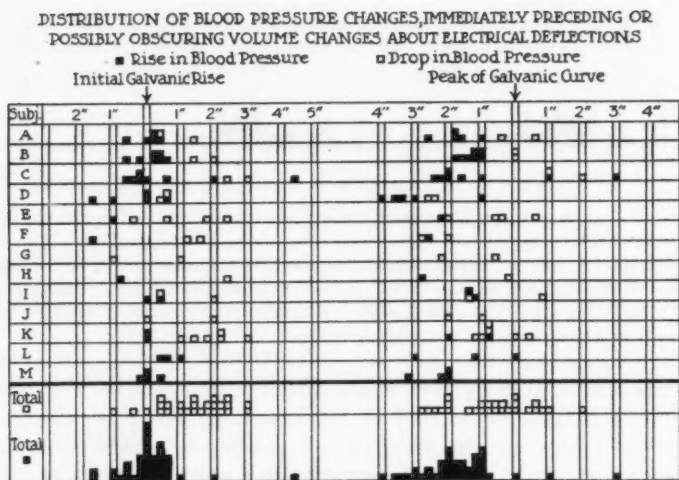 DISTRIBUTION OF BLOOD PRESSURE CHANGES, IMMEDIATELY PRECEDING OR
POSSIBLY OBSCURING VOLUME CHANGES ABOUT ELECTRICAL DEFLECTIONS
■ Rise in Blood Pressure □ Drop in Blood Pressure
Initial Galvanic Rise Peak of Galvanic Curve
Subj. 2" 1" 1" 2" 3" 4" 5" 4" 3" 2" 1" 1" 2" 3" 4"
A
B
C
D
E
F
G
H
I
J
K
L
M
Total
□
Total
■